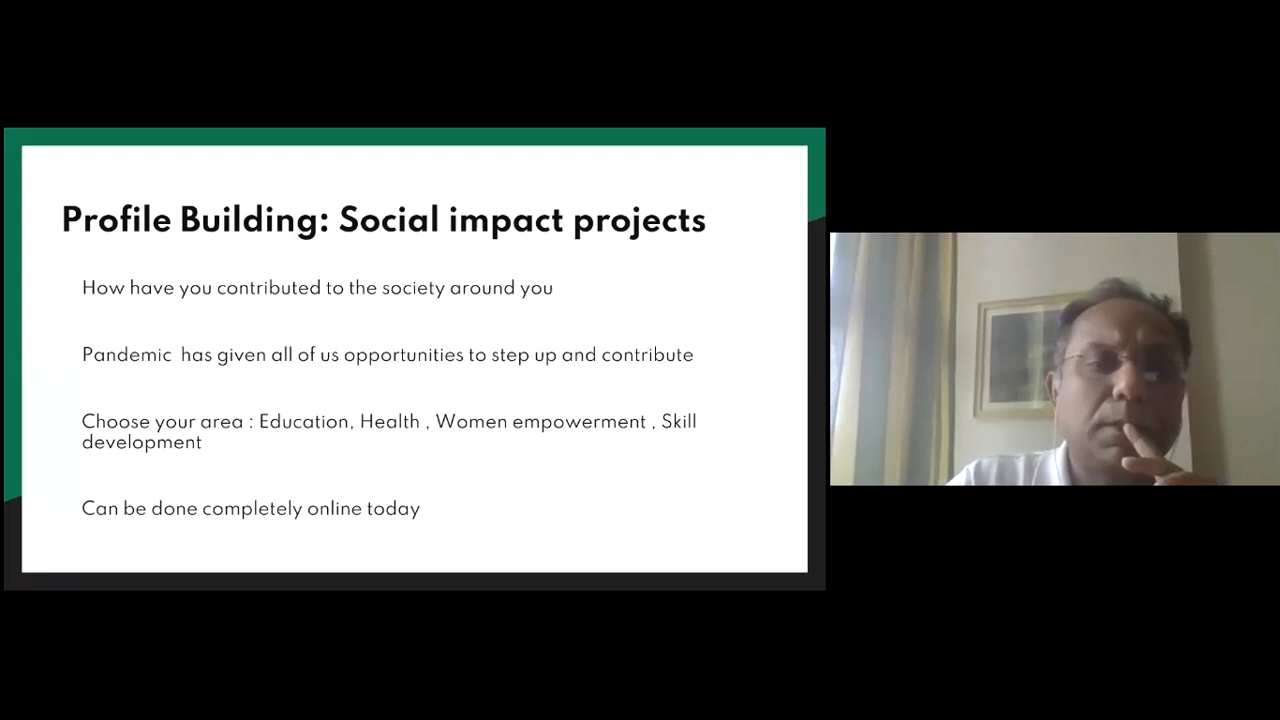 Profile Building: Social impact projects
How have you contributed to the society around you
Pandemic  has given all of us opportunities to step up and contribute
Choose your area : Education, Health , Women empowerment , Skill
development
Can be done completely online today